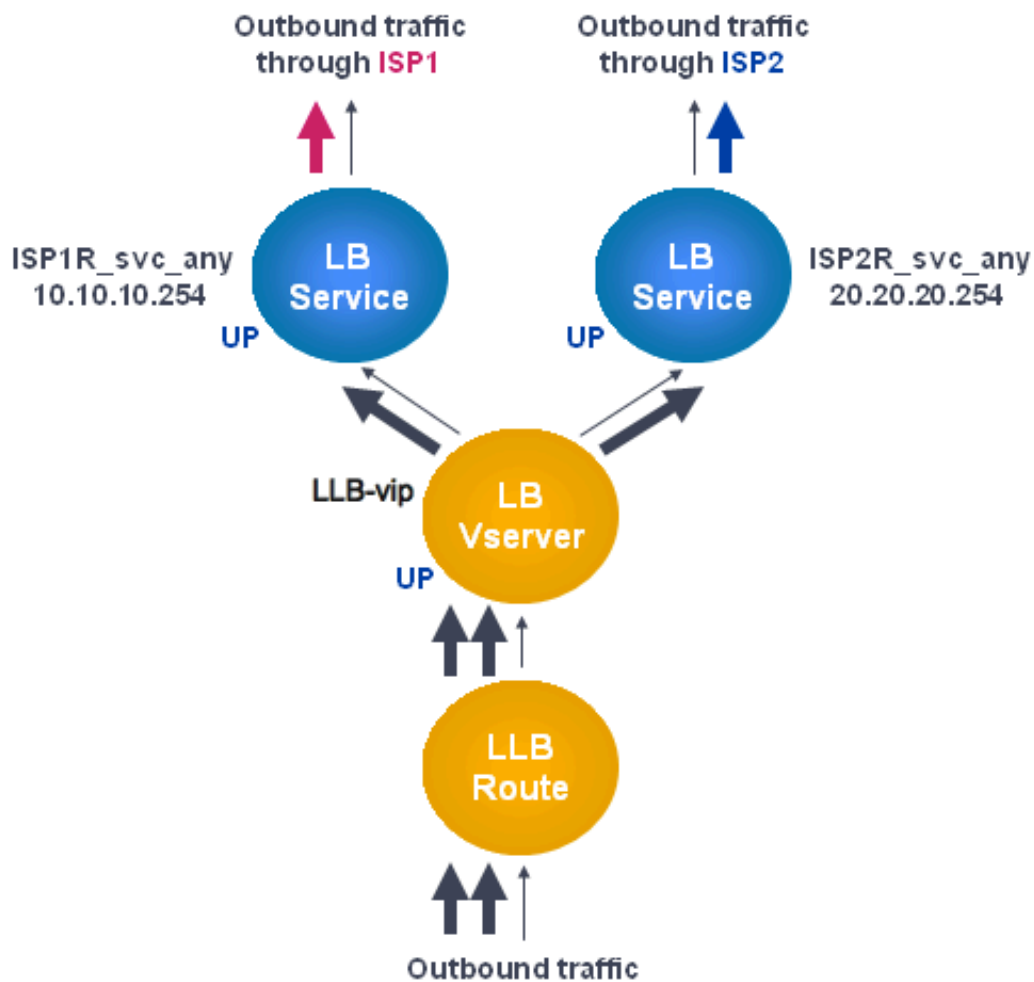 Outbound traffic
through ISP1
Outbound traffic
through ISP2
LB
Service
ISP1R_svc_any
10.10.10.254
UP
LB
Service
ISP2R_svc_any
20.20.20.254
UP
LLB-vip
LB
Vserver
UP
LLB
Route
Outbound traffic